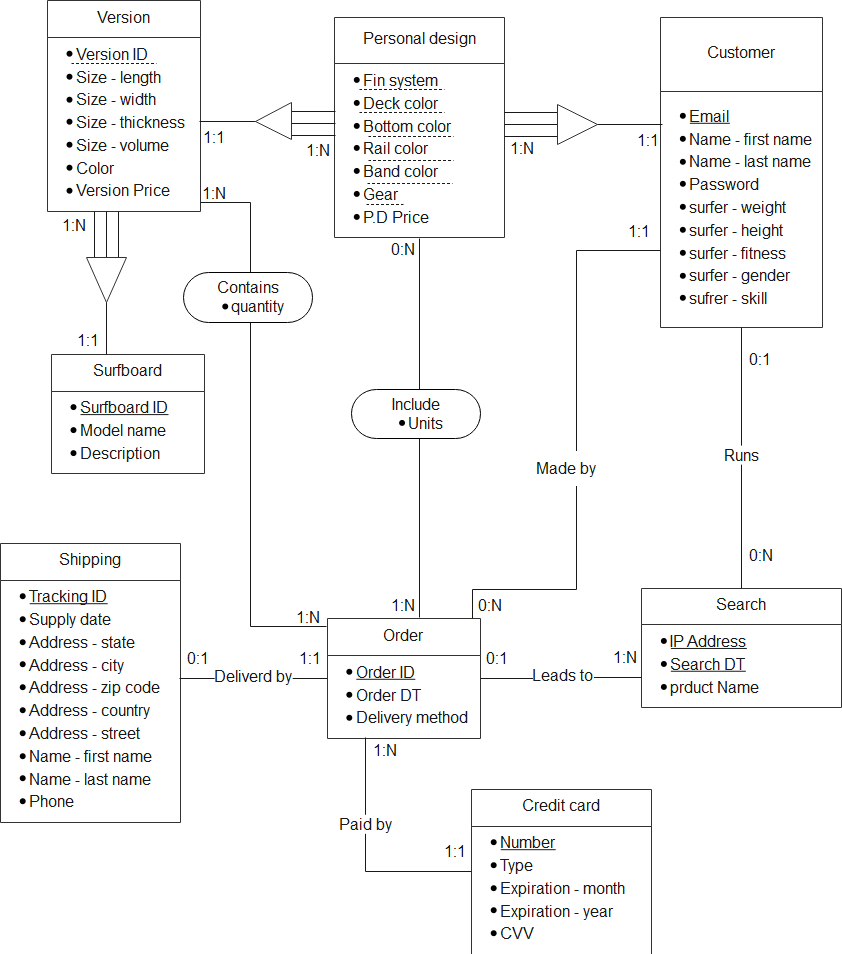 Version
Version ID
Size - length
Size - width
Size - thickness
Size - volume
Color
Version Price
Personal design
Fin system
Deck color
Bottom color
Rail color
Band color
Gear
P.D Price
Customer
Email
Name - first name
Name - last name
Password
surfer - weight
surfer - height
surfer - fitness
surfer - gender
sufrer - skill
1:1
1:N
1:N
1:1
1:N
1:N
1:1
0:N
1:1
Contains
quantity
1:1
0:1
Surfboard
Surfboard ID
Model name
Description
Include
Units
Made by
Runs
Shipping
Tracking ID
Supply date
Address - state
Address - city
Address - zip code
Address - country
Address - street
Name - first name
Name - last name
Phone
0:N
1:N
1:N
0:N
Search
IP Address
Search DT
prduct Name
Order
Order ID
Order DT
Delivery method
0:1
Deliverd by
1:1
0:1
Leads to
1:N
1:N
Paid by
1:1
Credit card
Number
Type
Expiration - month
Expiration - year
CVV